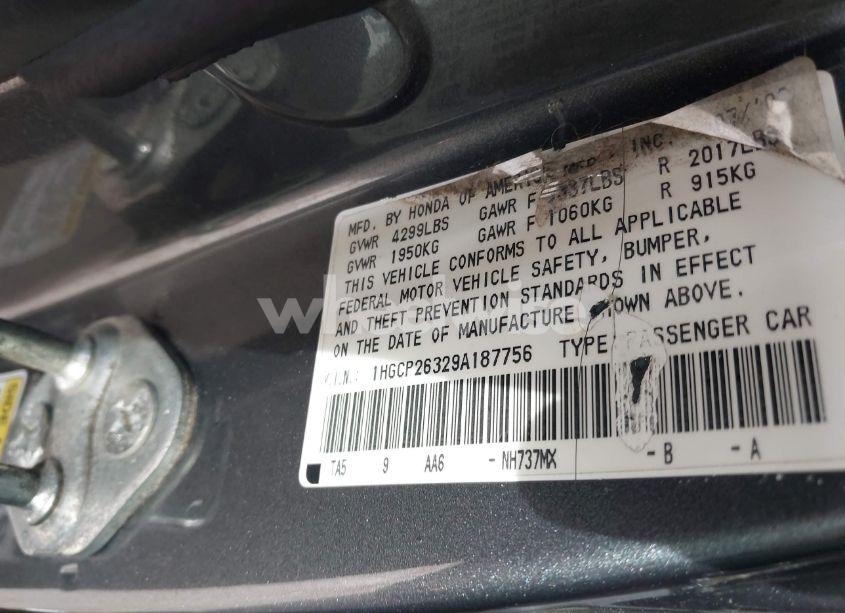 MFD. BY HONDA OF AMERICA MFG., INC.
GVWR 4299LBS GAWR F LBS R 2017LBS
GVWR 1950KG GAWR F 1060KG R 915KG
THIS VEHICLE CONFORMS TO ALL APPLICABLE
FEDERAL MOTOR VEHICLE SAFETY, BUMPER,
AND THEFT PREVENTION STANDARDS IN EFFECT
ON THE DATE OF MANUFACTURE SHOWN ABOVE.
V.I.N.: 1HGCP26329A187756 TYPE: PASSENGER CAR
TA5 9 AA6 -NH737MX -B -A